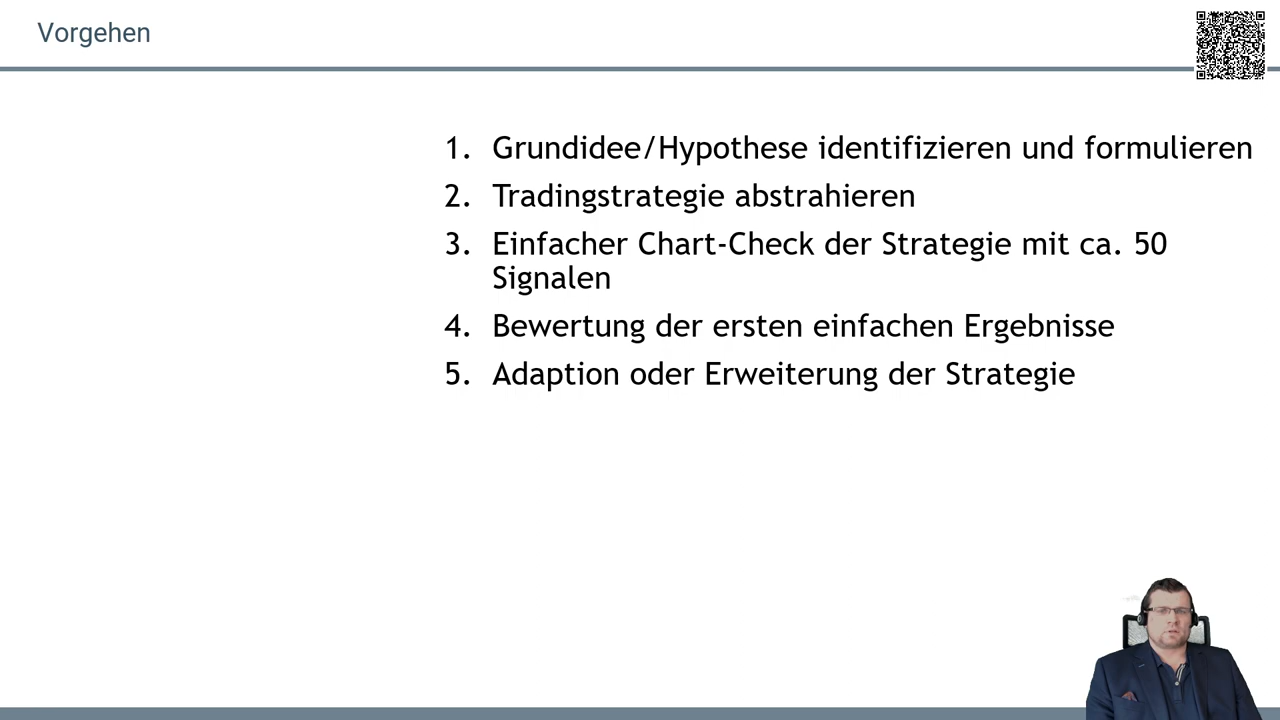 Vorgehen
1. Grundidee/Hypothese identifizieren und formulieren
2. Tradingstrategie abstrahieren
3. Einfacher Chart-Check der Strategie mit ca. 50
Signalen
4. Bewertung der ersten einfachen Ergebnisse
5. Adaption oder Erweiterung der Strategie